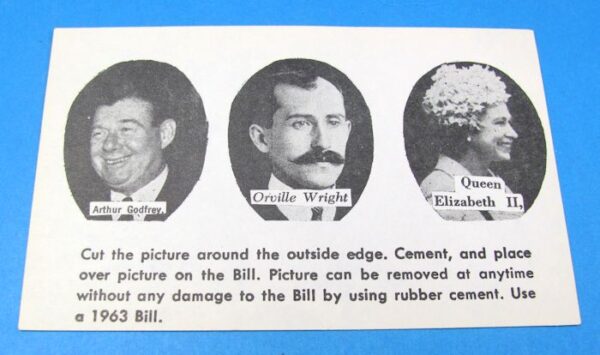 Arthur Godfrey.
Orville Wright
Queen
Elizabeth II,
Cut the picture around the outside edge. Cement, and place
over picture on the Bill. Picture can be removed at anytime
without any damage to the Bill by using rubber cement. Use
a 1963 Bill.